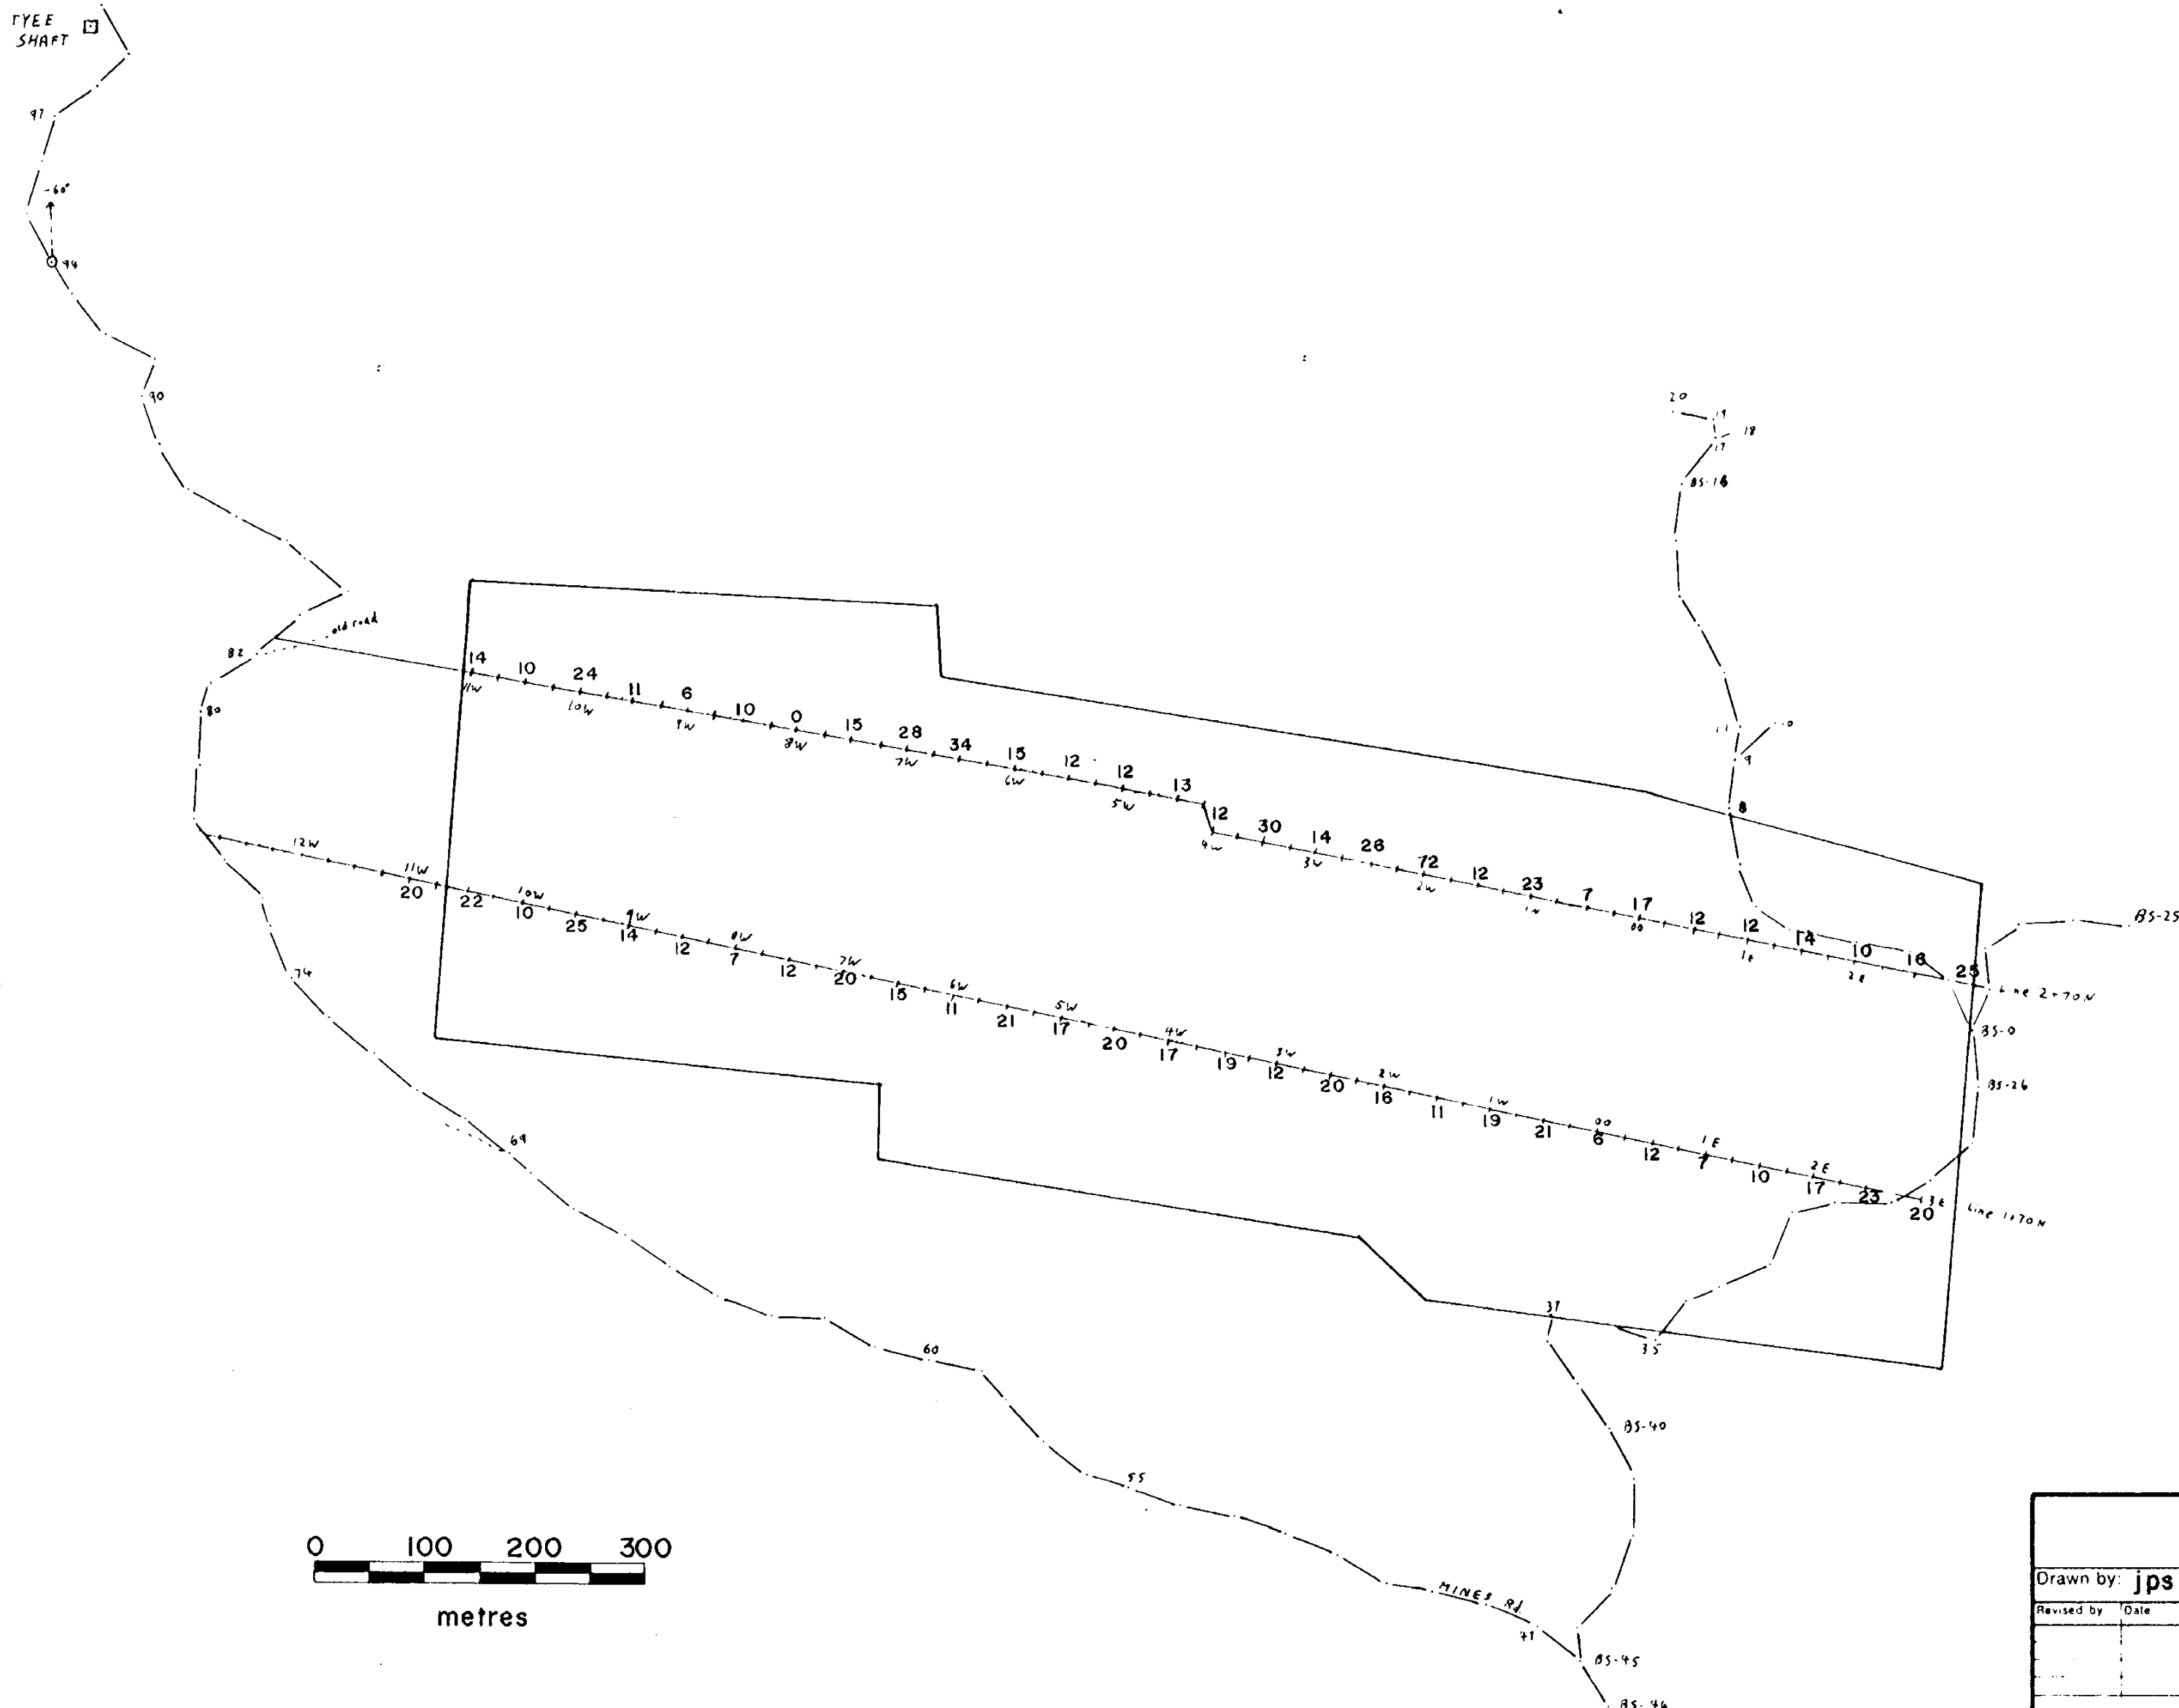 TYEE
SHAFT
97
-60°
94
90
20
19
18
17
BS-18
old road
82
80
11
10
9
8
14 10 24 11 6 10 0 15 28 34 15 12 12 13
11W 10W 9W 8W 7W 6W 5W
12 30 14 26 72 12 23 7 17 12 12 14 10 16 25
4W 3W 2W 1W 00 1E 2E
Line 2+70N
BS-25
BS-0
BS-26
12W 11W 10W 9W 8W 7W 6W 5W 4W 3W 2W 1W 00 1E 2E 3E
20 22 10 25 14 12 7 12 20 15 11 21 17 20 17 19 12 20 16 11 19 21 6 12 7 10 17 23 20
Line 1+70N
74
69
60
55
37
35
BS-40
MINES Rd.
47
BS-45
BS-46
0 100 200 300
metres
Drawn by: jps
Revised by Date